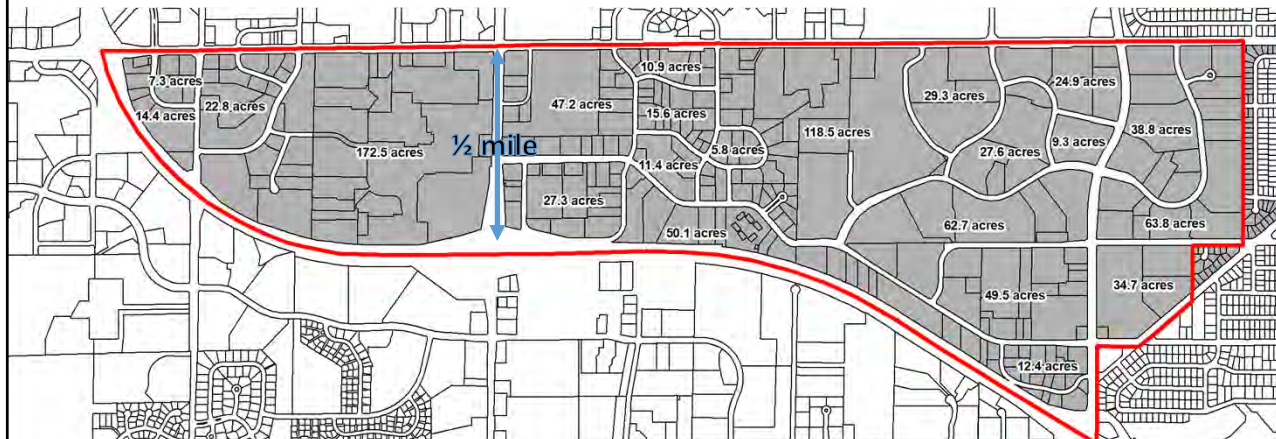 7.3 acres
14.4 acres
22.8 acres
172.5 acres
½ mile
47.2 acres
10.9 acres
15.6 acres
5.8 acres
11.4 acres
27.3 acres
50.1 acres
118.5 acres
29.3 acres
24.9 acres
27.6 acres
9.3 acres
38.8 acres
62.7 acres
63.8 acres
49.5 acres
34.7 acres
12.4 acres